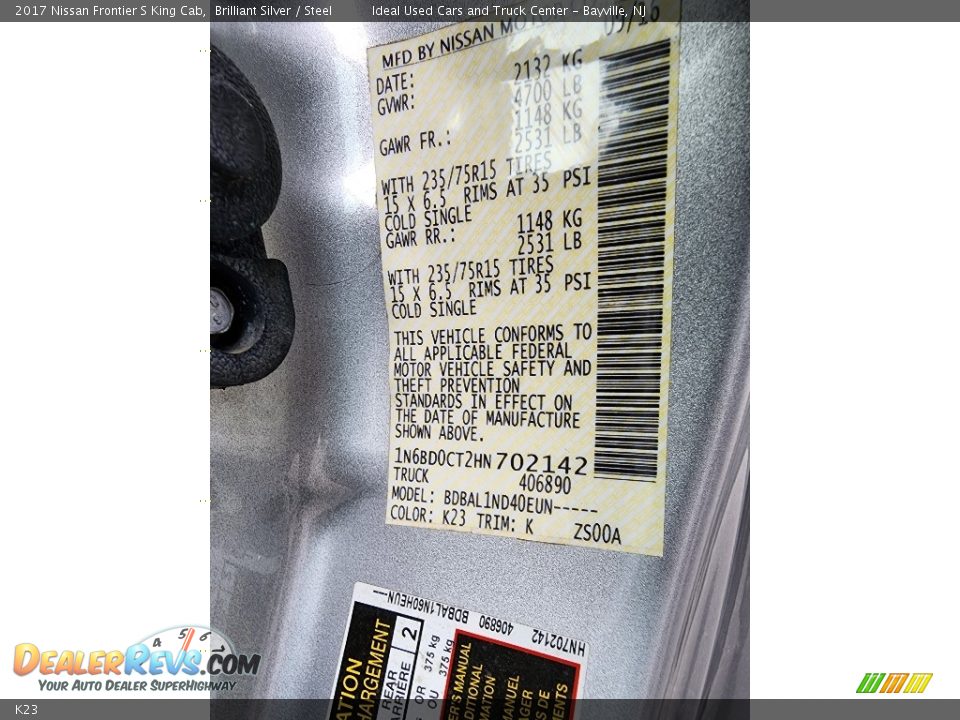 2017 Nissan Frontier S King Cab, Brilliant Silver / Steel Ideal Used Cars and Truck Center - Bayville, NJ
MFD BY NISSAN
DATE:
GVWR: 2132 KG
4700 LB
GAWR FR.: 1148 KG
2531 LB
WITH 235/75R15 TIRES
15 X 6.5 RIMS AT 35 PSI
COLD SINGLE
GAWR RR.: 1148 KG
2531 LB
WITH 235/75R15 TIRES
15 X 6.5 RIMS AT 35 PSI
COLD SINGLE
THIS VEHICLE CONFORMS TO
ALL APPLICABLE FEDERAL
MOTOR VEHICLE SAFETY AND
THEFT PREVENTION
STANDARDS IN EFFECT ON
THE DATE OF MANUFACTURE
SHOWN ABOVE.
1N6BD0CT2HN702142
TRUCK 406890
MODEL: BDBAL1ND40EUN-----
COLOR: K23 TRIM: K ZS00A
HN702142 406890 BDBAL1N60HEUN
REAR 2
375 kg
OR 375 kg
OU
DEALERREVS.COM
YOUR AUTO DEALER SUPERHIGHWAY
K23